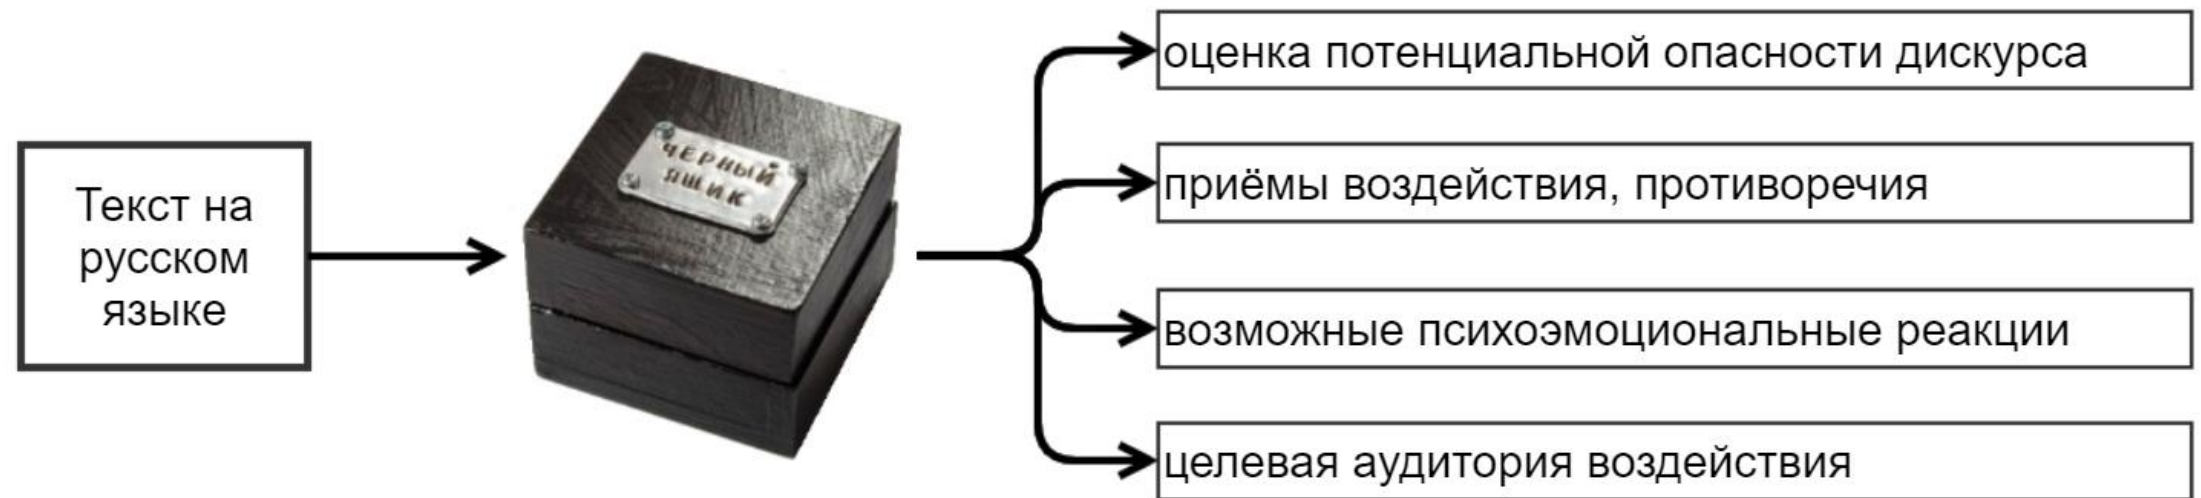 Текст на
русском
языке
ЧЕРНЫЙ
ЯЩИК
оценка потенциальной опасности дискурса
приёмы воздействия, противоречия
возможные психоэмоциональные реакции
целевая аудитория воздействия